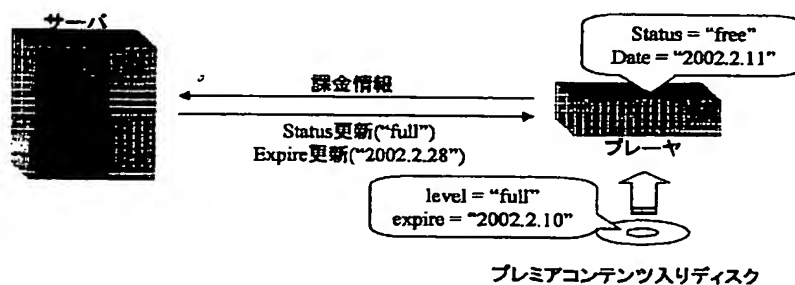 サーバ
Status = “free”
Date = “2002.2.11”
課金情報
Status更新(“full”)
Expire更新(“2002.2.28”)
プレーヤ
level = “full”
expire = “2002.2.10”
プレミアコンテンツ入りディスク